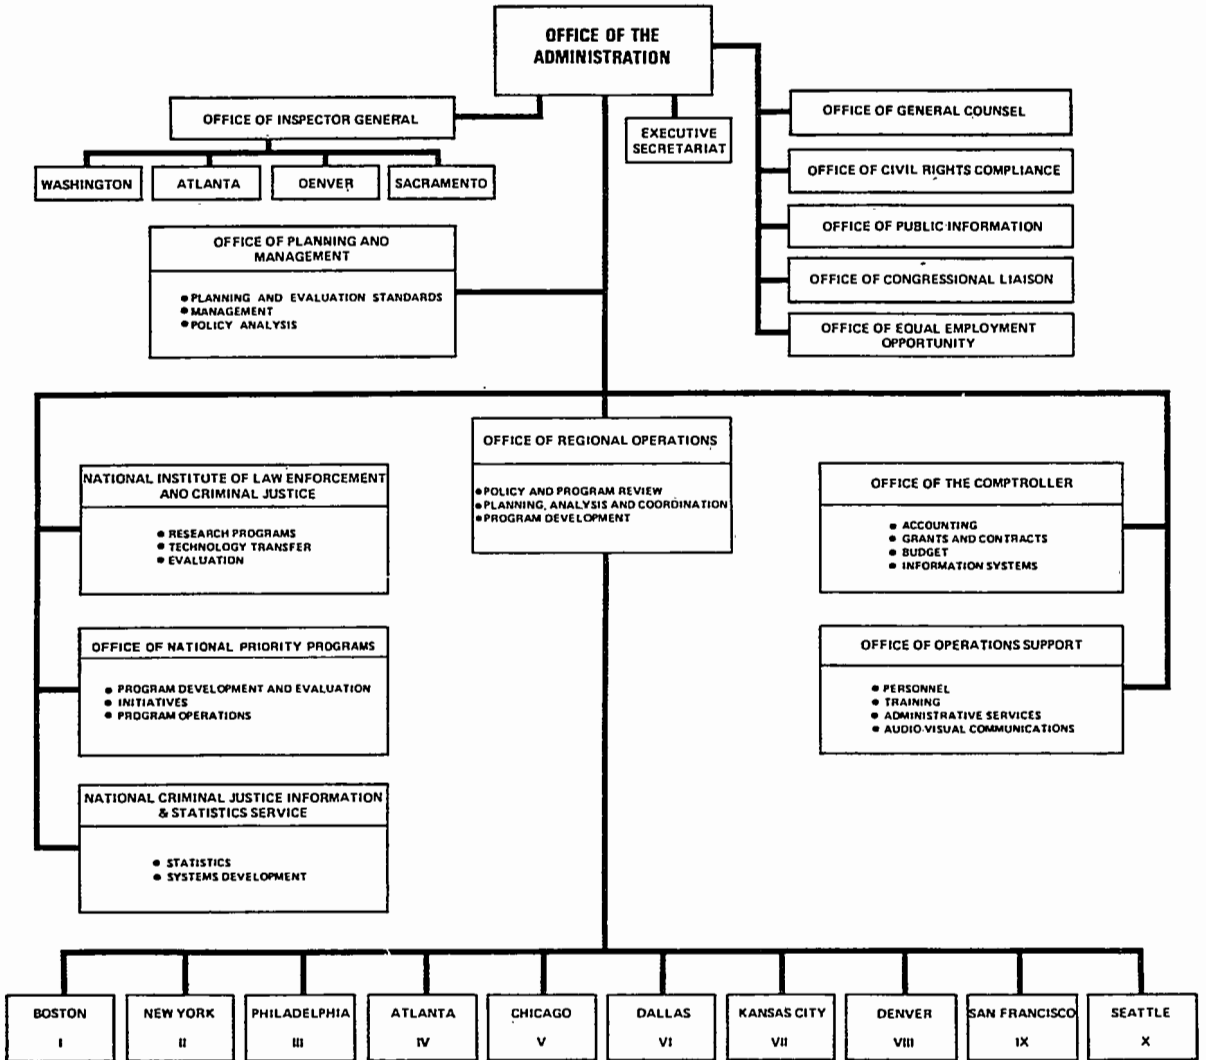 OFFICE OF THE
ADMINISTRATION
OFFICE OF INSPECTOR GENERAL
WASHINGTON
ATLANTA
DENVER
SACRAMENTO
EXECUTIVE
SECRETARIAT
OFFICE OF GENERAL COUNSEL
OFFICE OF CIVIL RIGHTS COMPLIANCE
OFFICE OF PUBLIC INFORMATION
OFFICE OF CONGRESSIONAL LIAISON
OFFICE OF EQUAL EMPLOYMENT
OPPORTUNITY
OFFICE OF PLANNING AND
MANAGEMENT
● PLANNING AND EVALUATION STANDARDS
● MANAGEMENT
● POLICY ANALYSIS
NATIONAL INSTITUTE OF LAW ENFORCEMENT
AND CRIMINAL JUSTICE
● RESEARCH PROGRAMS
● TECHNOLOGY TRANSFER
● EVALUATION
OFFICE OF NATIONAL PRIORITY PROGRAMS
● PROGRAM DEVELOPMENT AND EVALUATION
● INITIATIVES
● PROGRAM OPERATIONS
NATIONAL CRIMINAL JUSTICE INFORMATION
& STATISTICS SERVICE
● STATISTICS
● SYSTEMS DEVELOPMENT
OFFICE OF REGIONAL OPERATIONS
● POLICY AND PROGRAM REVIEW
● PLANNING, ANALYSIS AND COORDINATION
● PROGRAM DEVELOPMENT
OFFICE OF THE COMPTROLLER
● ACCOUNTING
● GRANTS AND CONTRACTS
● BUDGET
● INFORMATION SYSTEMS
OFFICE OF OPERATIONS SUPPORT
● PERSONNEL
● TRAINING
● ADMINISTRATIVE SERVICES
● AUDIO-VISUAL COMMUNICATIONS
BOSTON
I
NEW YORK
II
PHILADELPHIA
III
ATLANTA
IV
CHICAGO
V
DALLAS
VI
KANSAS CITY
VII
DENVER
VIII
SAN FRANCISCO
IX
SEATTLE
X